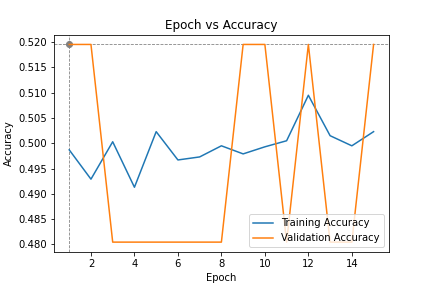 Epoch vs Accuracy
0.520
0.515
0.510
0.505
0.500
0.495
0.490
0.485
0.480
Accuracy
2 4 6 8 10 12 14
Epoch
Training Accuracy
Validation Accuracy